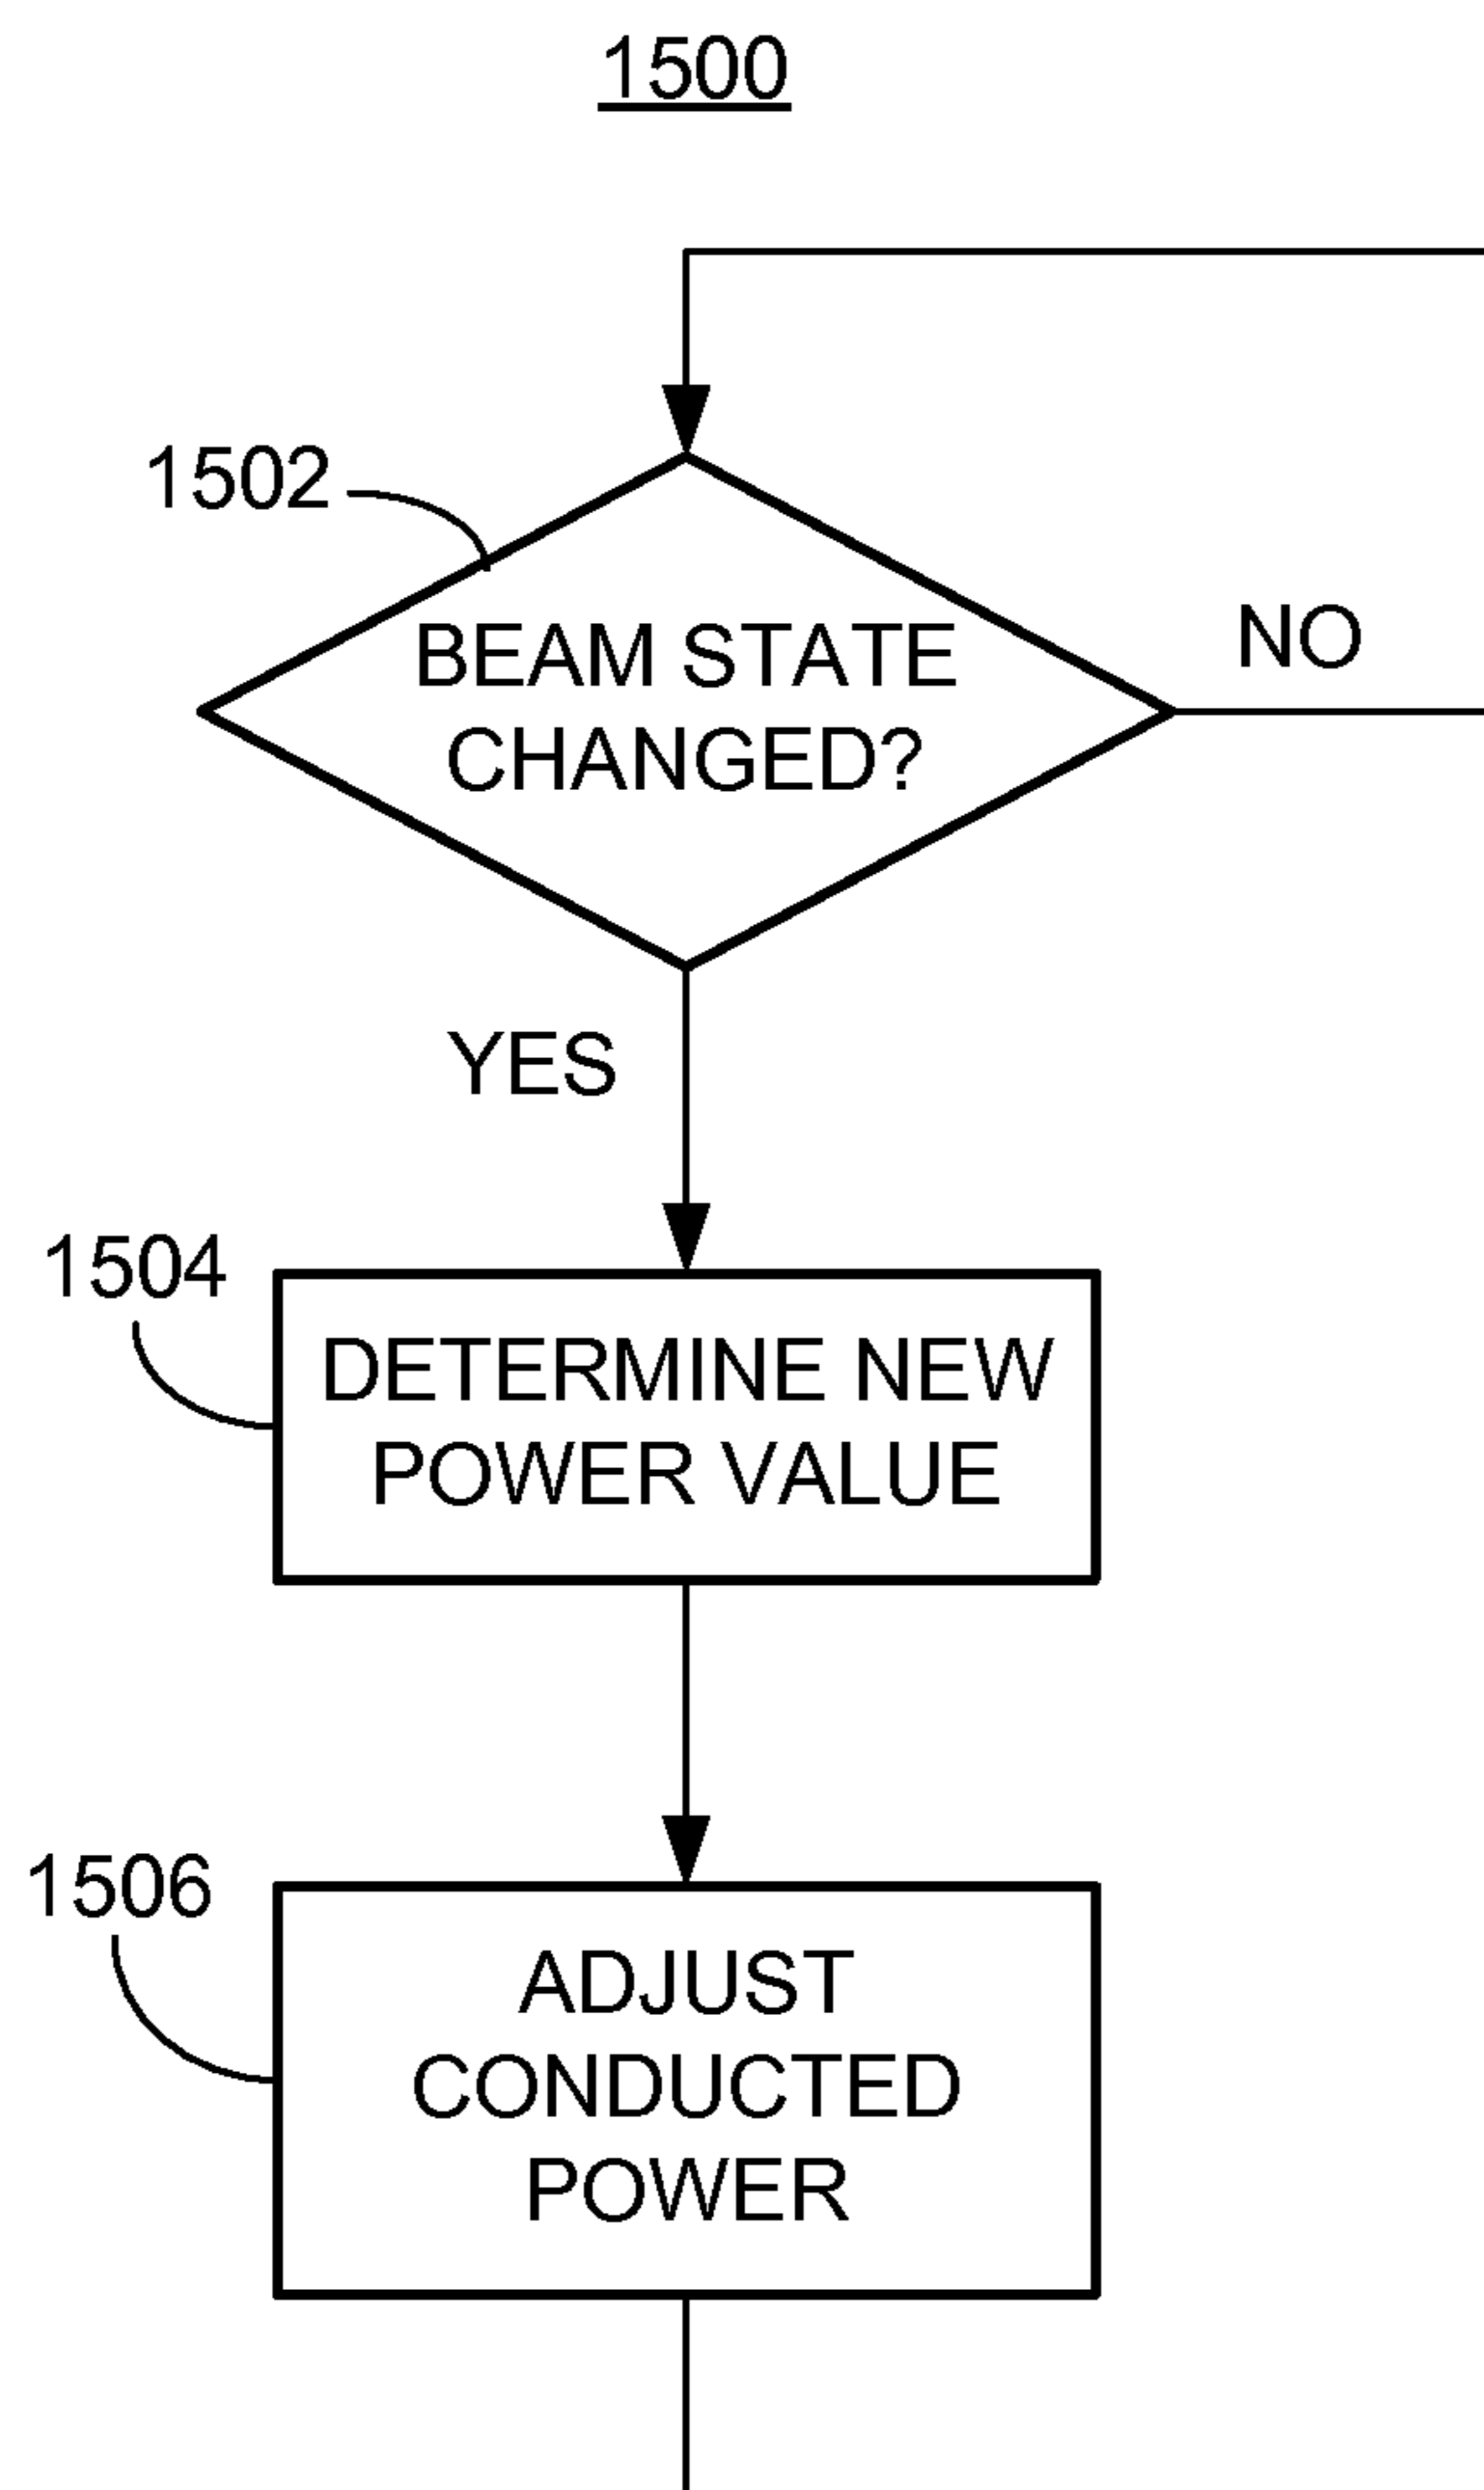 1500
1502
BEAM STATE
CHANGED?
NO
YES
1504
DETERMINE NEW
POWER VALUE
1506
ADJUST
CONDUCTED
POWER